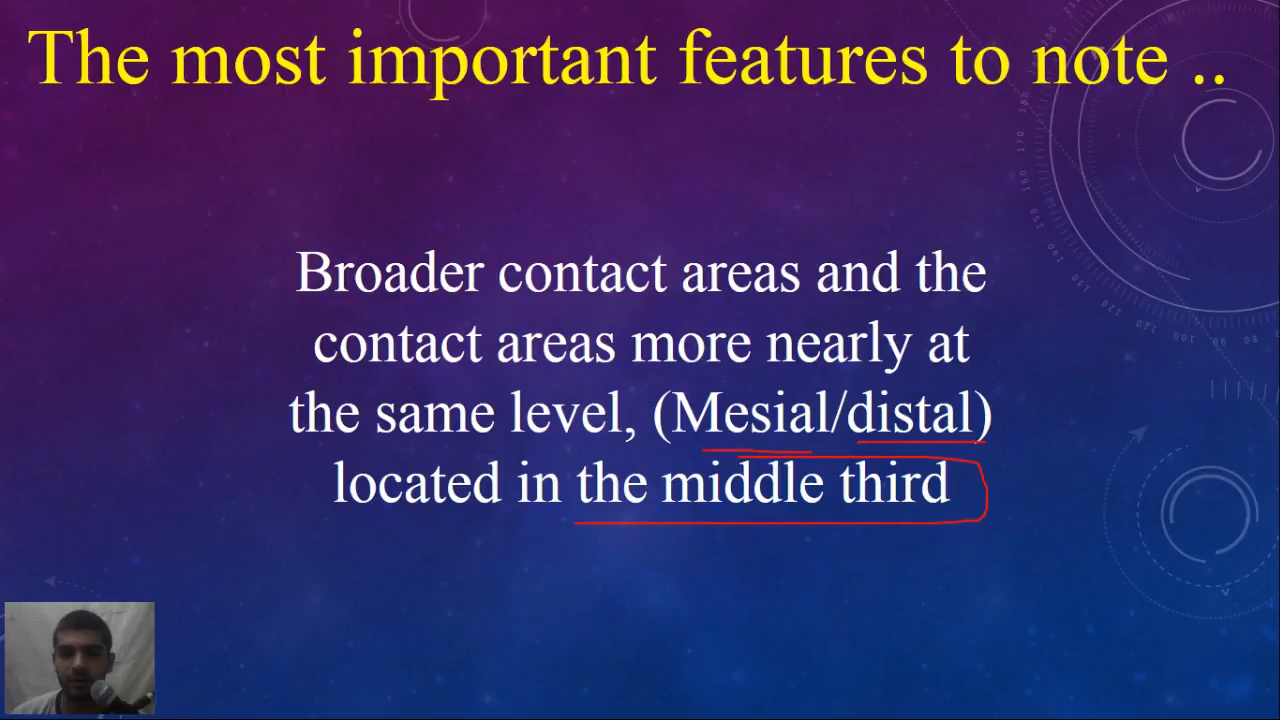 The most important features to note ..
Broader contact areas and the
contact areas more nearly at
the same level, (Mesial/distal)
located in the middle third